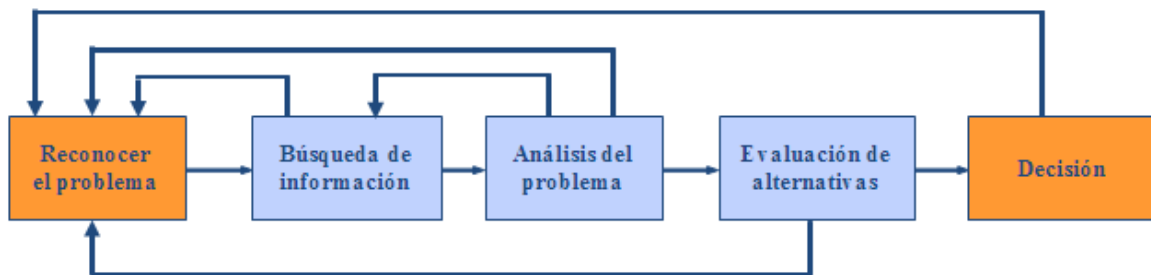 Reconocer
el problema
Búsqueda de
información
Análisis del
problema
Evaluación de
alternativas
Decisión